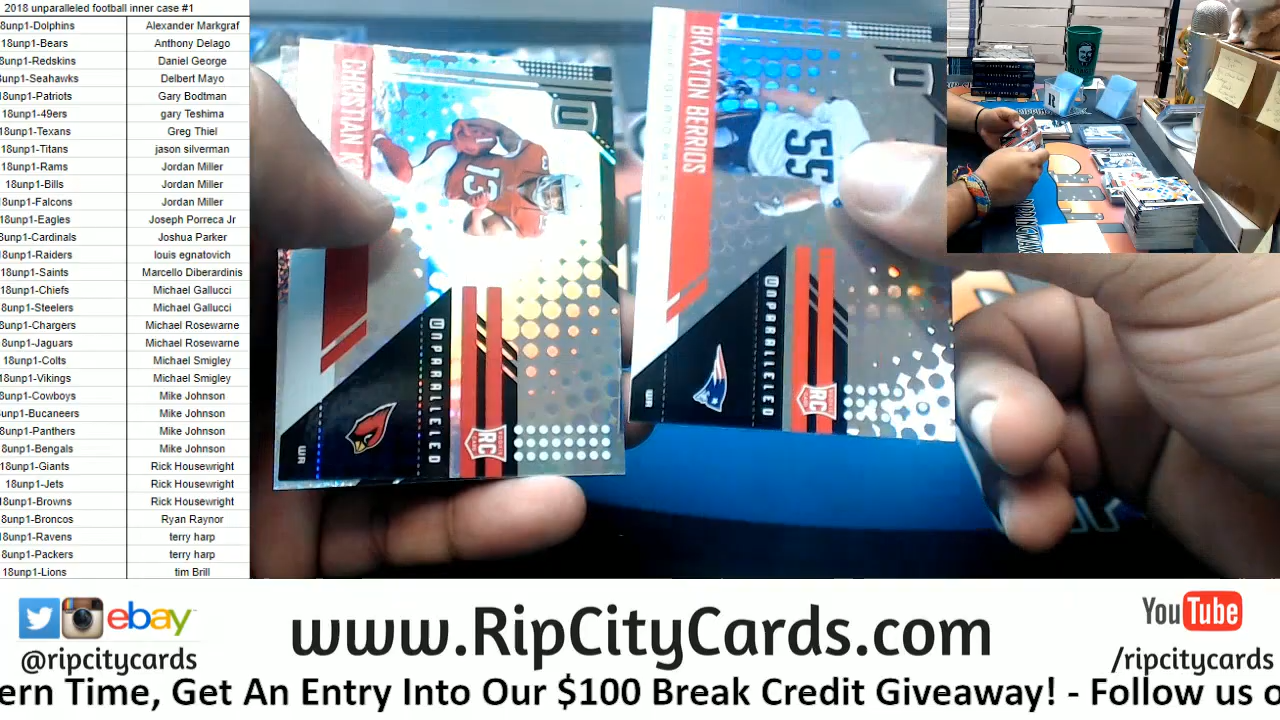 2018 unparalleled football inner case #1
8unp1-Dolphins Alexander Markgraf
18unp1-Bears Anthony Delago
8unp1-Redskins Daniel George
8unp1-Seahawks Delbert Mayo
8unp1-Patriots Gary Bodtman
18unp1-49ers gary Teshima
18unp1-Texans Greg Thiel
18unp1-Titans jason silverman
18unp1-Rams Jordan Miller
18unp1-Bills Jordan Miller
18unp1-Falcons Jordan Miller
18unp1-Eagles Joseph Porreca Jr
8unp1-Cardinals Joshua Parker
18unp1-Raiders louis egnatovich
18unp1-Saints Marcello Diberardinis
18unp1-Chiefs Michael Gallucci
18unp1-Steelers Michael Gallucci
8unp1-Chargers Michael Rosewarne
8unp1-Jaguars Michael Rosewarne
18unp1-Colts Michael Smigley
18unp1-Vikings Michael Smigley
8unp1-Cowboys Mike Johnson
unp1-Bucaneers Mike Johnson
8unp1-Panthers Mike Johnson
8unp1-Bengals Mike Johnson
18unp1-Giants Rick Housewright
18unp1-Jets Rick Housewright
18unp1-Browns Rick Housewright
8unp1-Broncos Ryan Raynor
18unp1-Ravens terry harp
8unp1-Packers terry harp
18unp1-Lions tim Brill
CHRISTIAN
13
UNPARALLELED
RC
WR
BRAXTON BERRIOS
55
UNPARALLELED
RC
WR
ebay
@ripcitycards
www.RipCityCards.com
YouTube
/ripcitycards
ern Time, Get An Entry Into Our $100 Break Credit Giveaway! - Follow us o